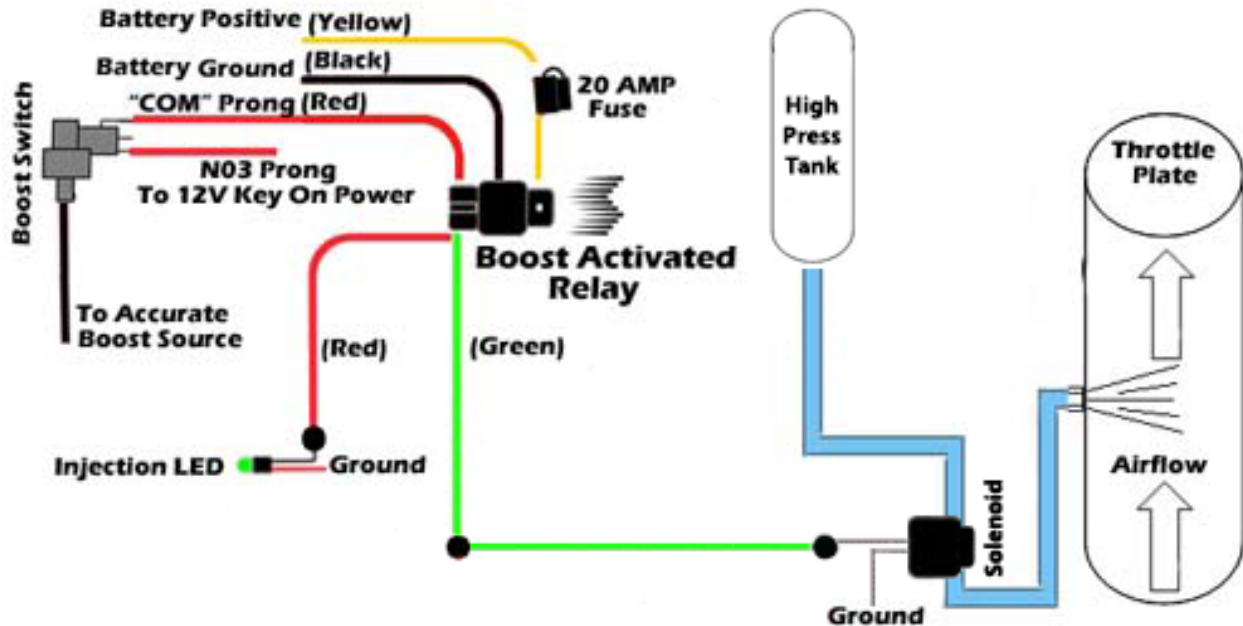 Battery Positive (Yellow)
Battery Ground (Black)
"COM" Prong (Red)
20 AMP
Fuse
Boost Switch
N03 Prong
To 12V Key On Power
Boost Activated
Relay
To Accurate
Boost Source
(Red)
(Green)
Injection LED
Ground
High
Press
Tank
Throttle
Plate
Airflow
Solenoid
Ground